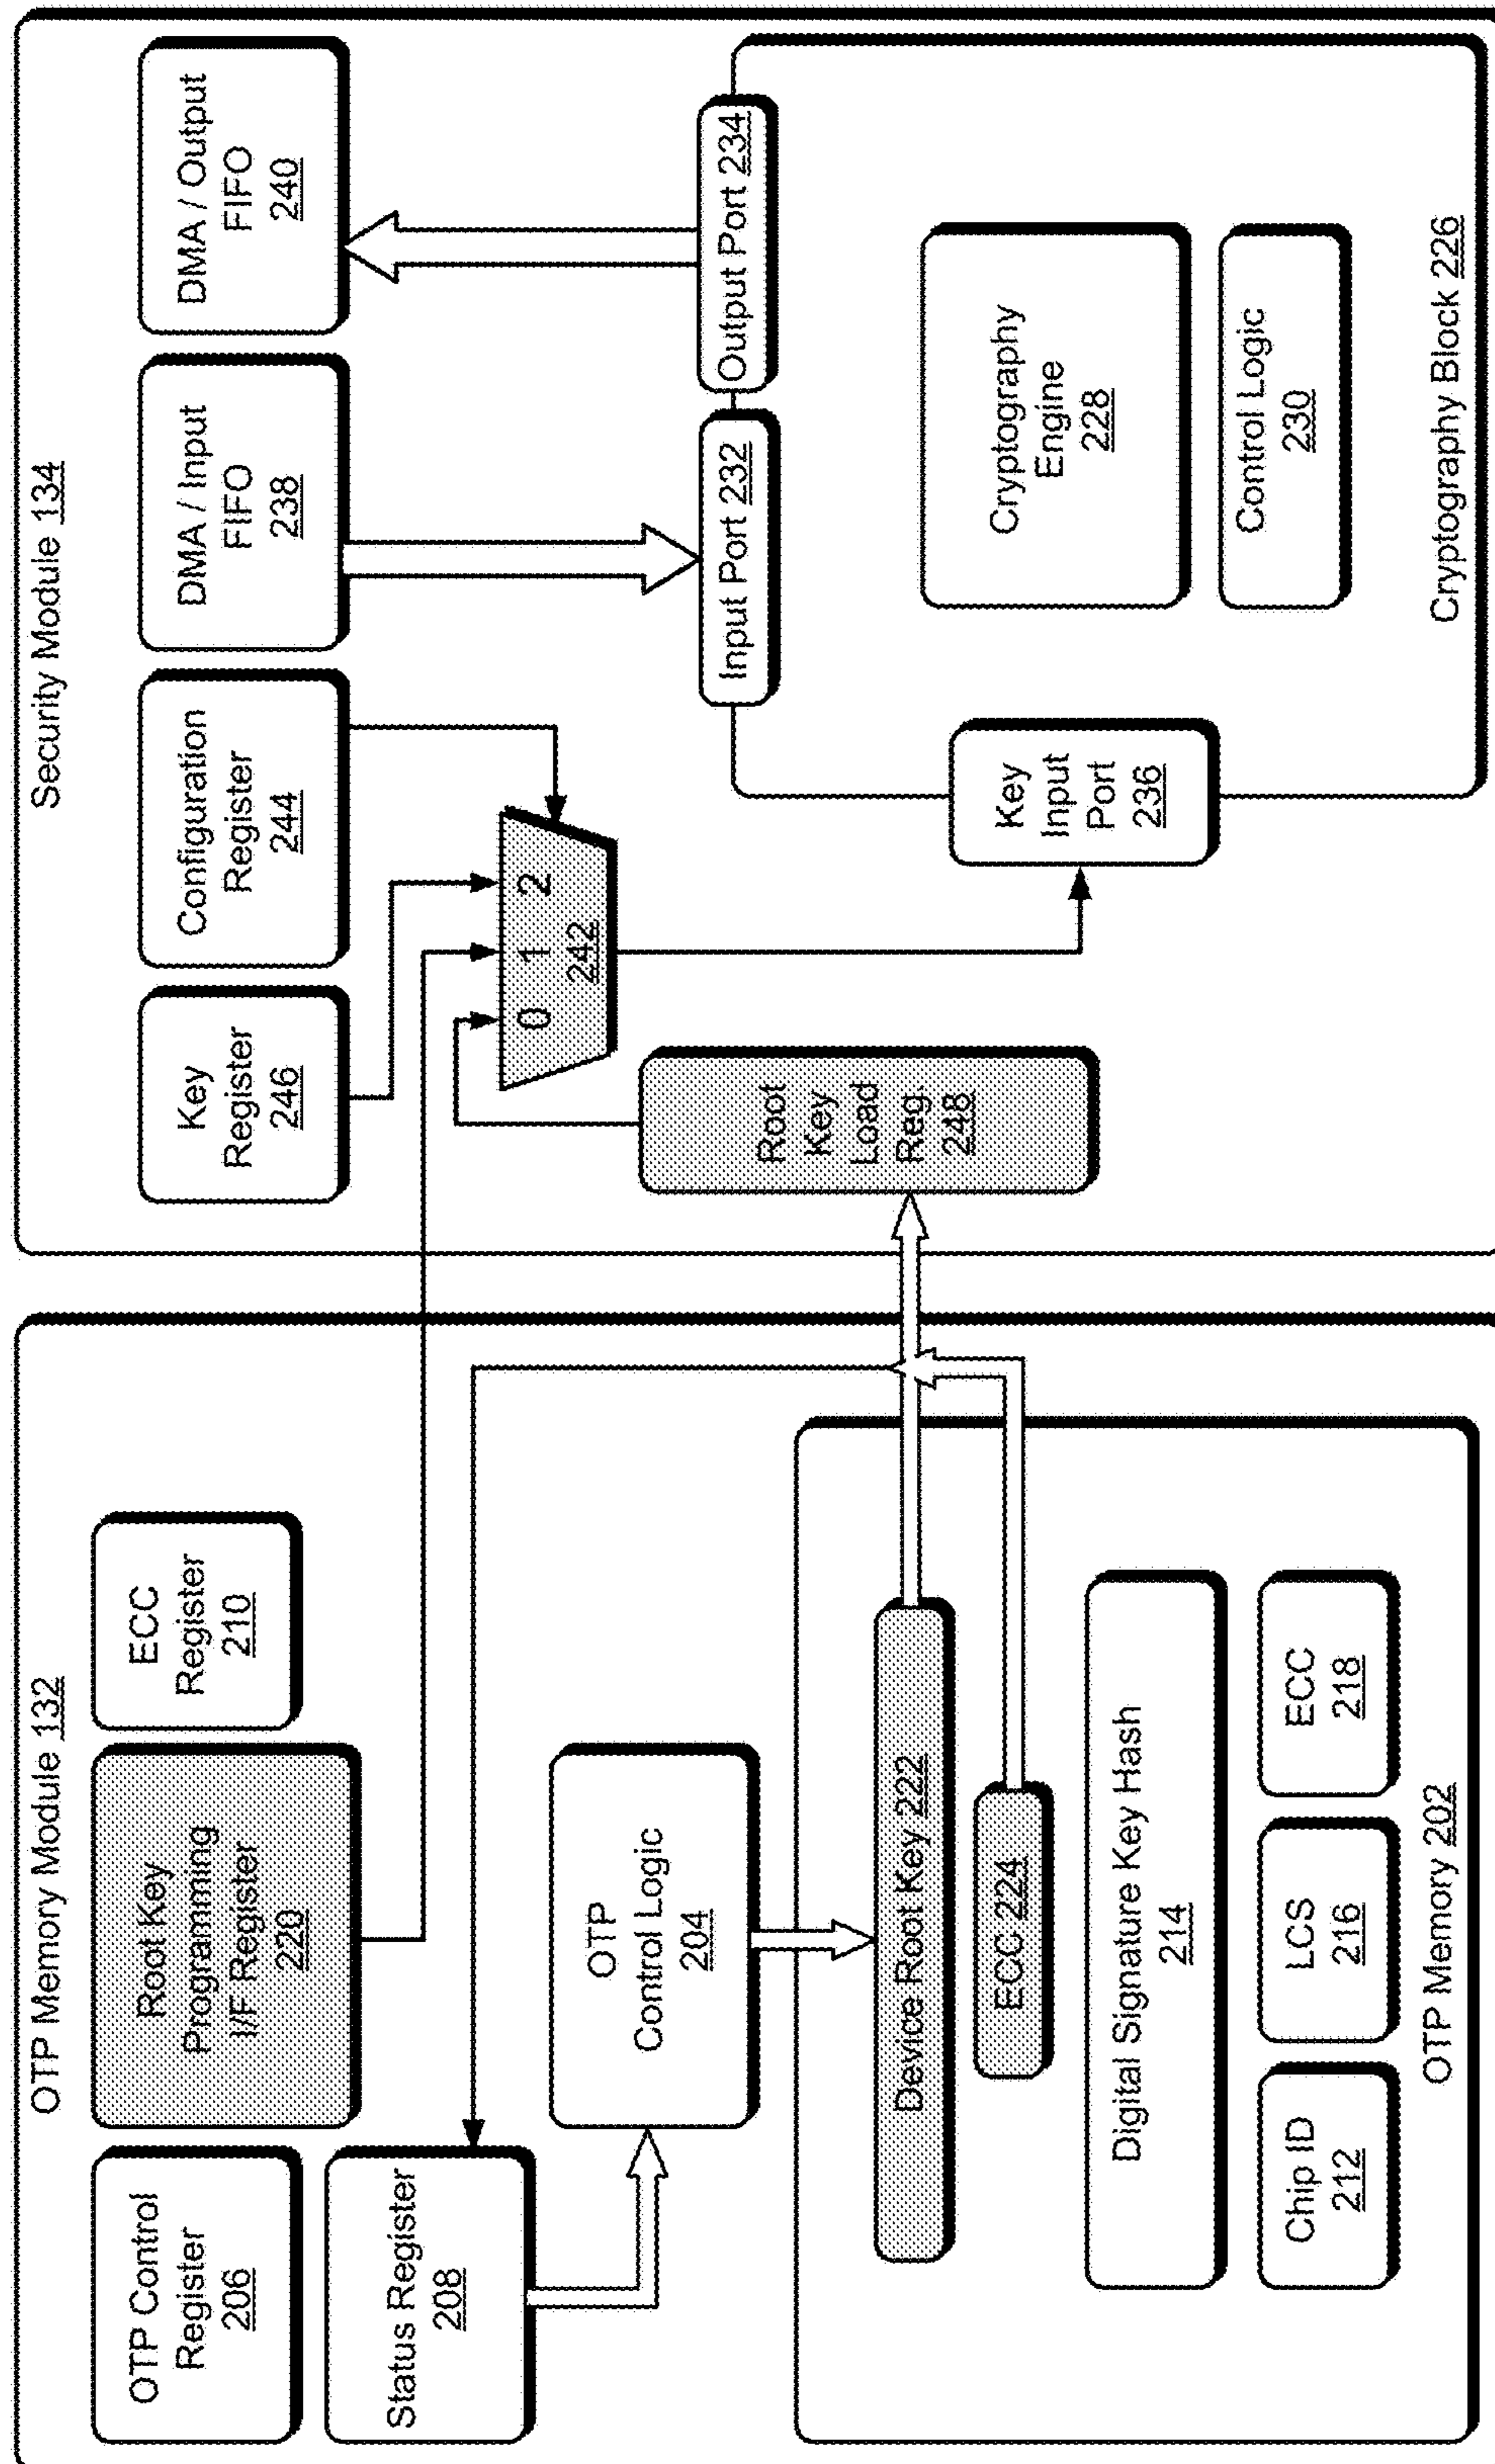 OTP Memory Module 132
OTP Control
Register
206
Root Key
Programming
I/F Register
220
ECC
Register
210
Status Register
208
OTP
Control Logic
204
Device Root Key 222
ECC 224
Digital Signature Key Hash
214
Chip ID
212
LCS
216
ECC
218
OTP Memory 202
Security Module 134
Key
Register
246
Configuration
Register
244
DMA / Input
FIFO
238
DMA / Output
FIFO
240
0 1 2
242
Root
Key
Load
Reg.
248
Input Port 232
Output Port 234
Key
Input
Port
236
Cryptography
Engine
228
Control Logic
230
Cryptography Block 226